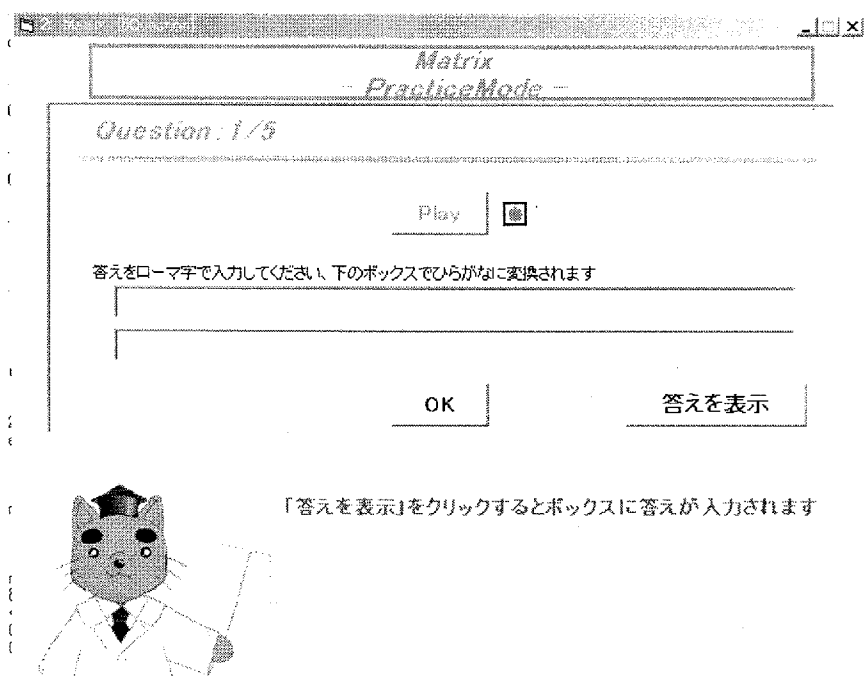 Matrix
- PracticeMode -
Question : 1/5
Play
答えをローマ字で入力してください、下のボックスでひらがなに変換されます
OK
答えを表示
「答えを表示」をクリックするとボックスに答えが入力されます